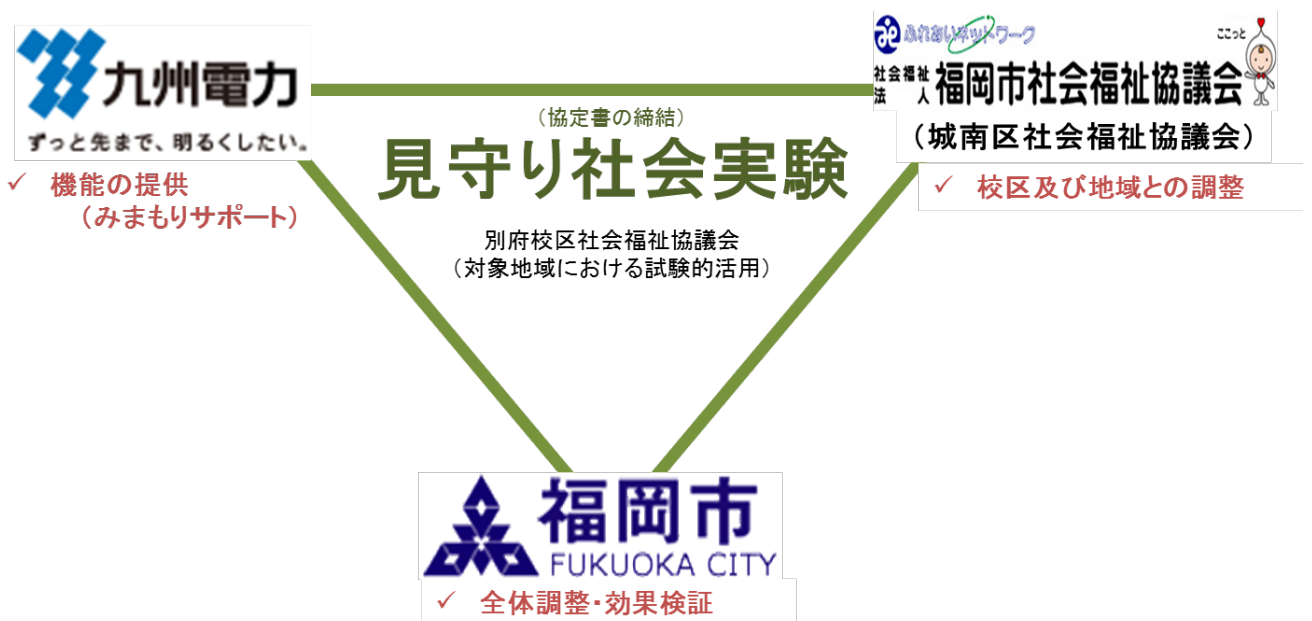 九州電力
ずっと先まで、明るくしたい。
✓ 機能の提供
（みまもりサポート）
（協定書の締結）
見守り社会実験
別府校区社会福祉協議会
（対象地域における試験的活用）
ふれあいネットワーク
ここっと
社会福祉法人 福岡市社会福祉協議会
（城南区社会福祉協議会）
✓ 校区及び地域との調整
福岡市
FUKUOKA CITY
✓ 全体調整・効果検証